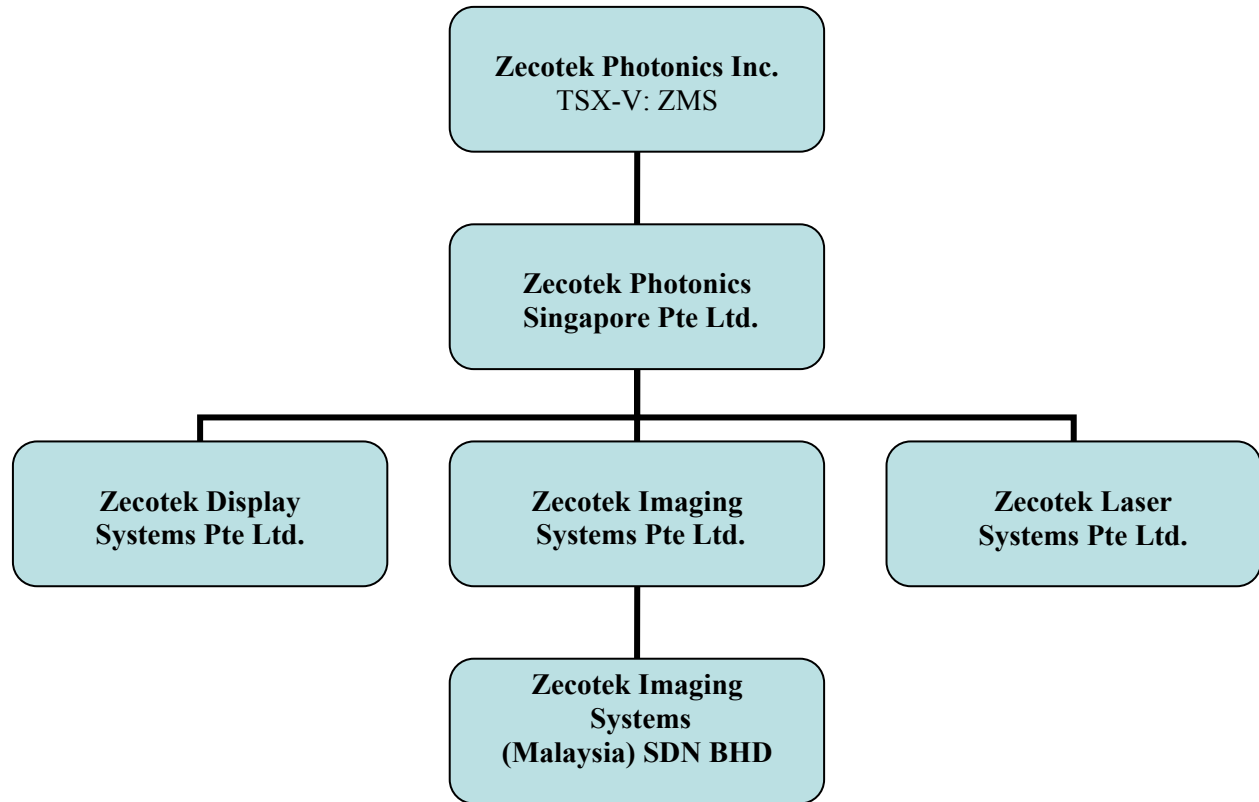 Zecotek Photonics Inc.
TSX-V: ZMS
Zecotek Photonics
Singapore Pte Ltd.
Zecotek Display
Systems Pte Ltd.
Zecotek Imaging
Systems Pte Ltd.
Zecotek Laser
Systems Pte Ltd.
Zecotek Imaging
Systems
(Malaysia) SDN BHD